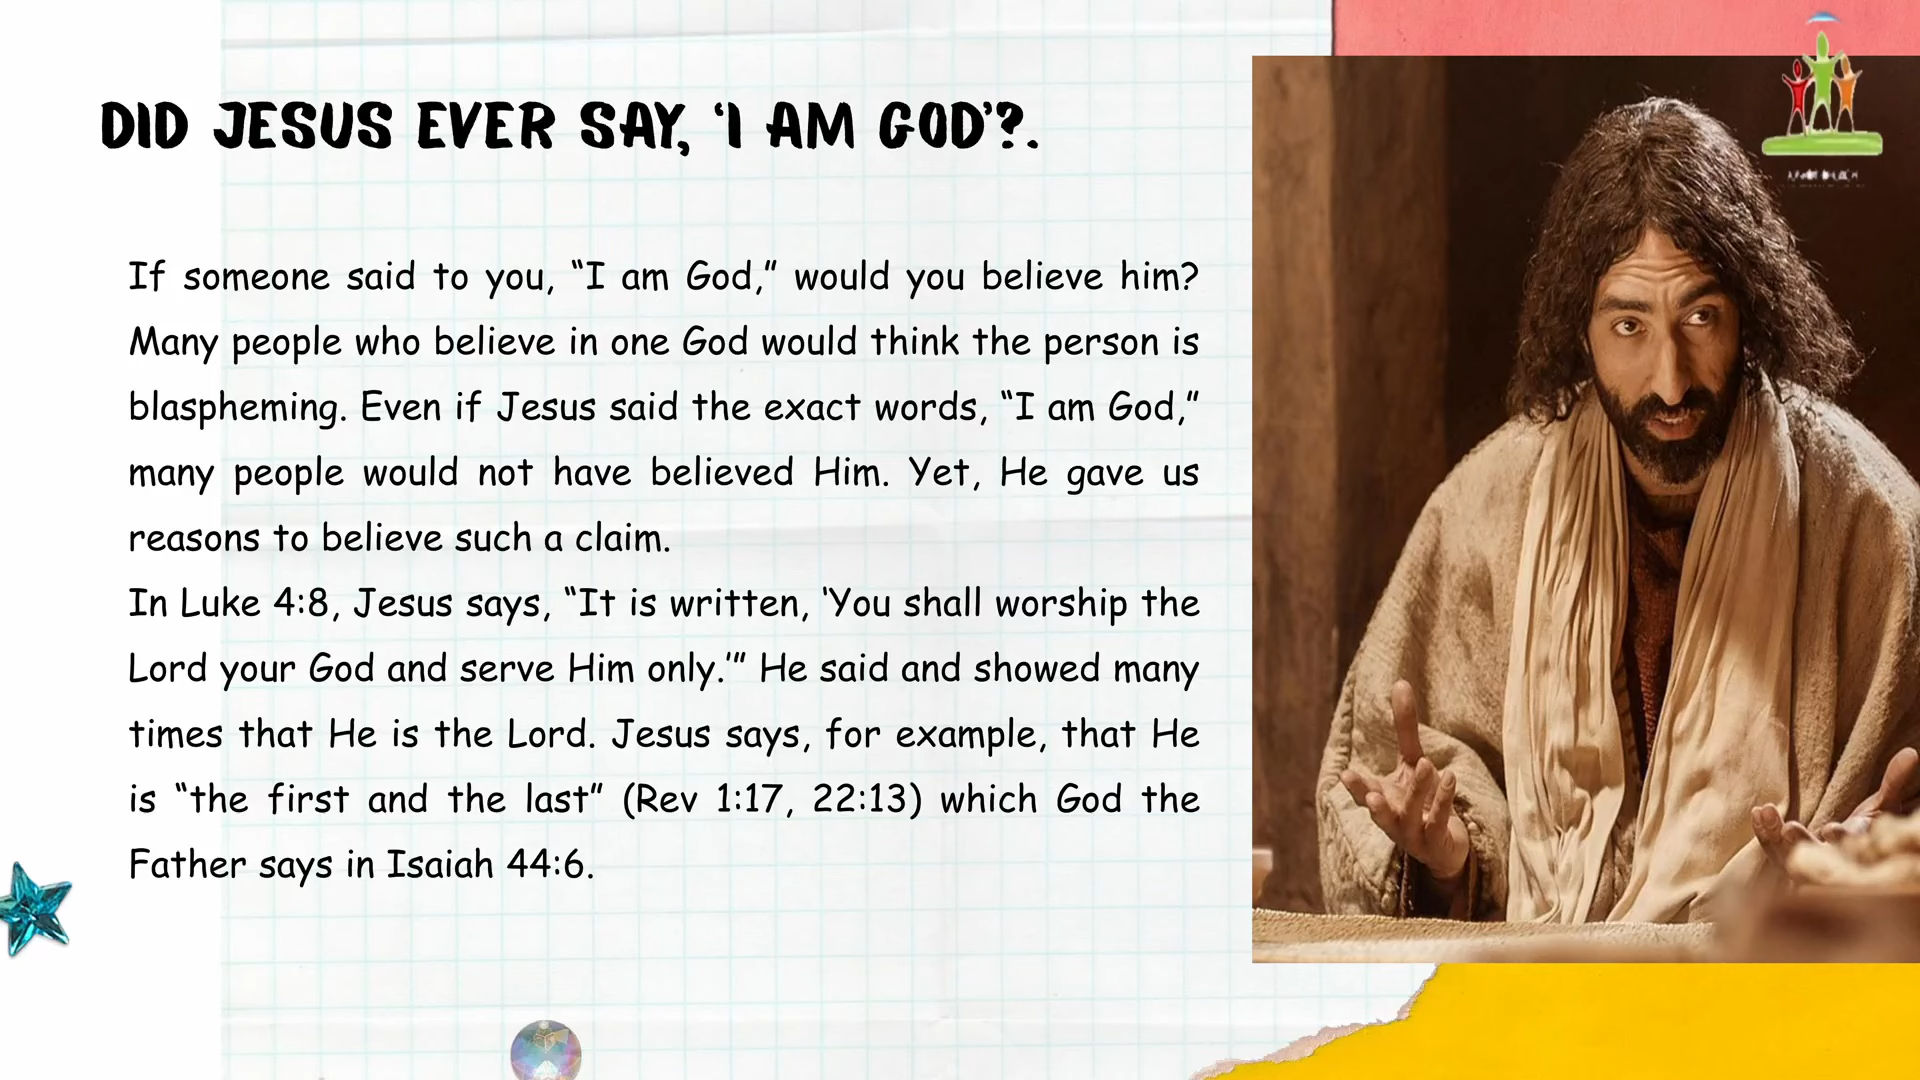 DID JESUS EVER SAY, ‘I AM GOD’?.
If someone said to you, “I am God,” would you believe him?
Many people who believe in one God would think the person is
blaspheming. Even if Jesus said the exact words, “I am God,”
many people would not have believed Him. Yet, He gave us
reasons to believe such a claim.
In Luke 4:8, Jesus says, “It is written, ‘You shall worship the
Lord your God and serve Him only.’” He said and showed many
times that He is the Lord. Jesus says, for example, that He
is “the first and the last” (Rev 1:17, 22:13) which God the
Father says in Isaiah 44:6.